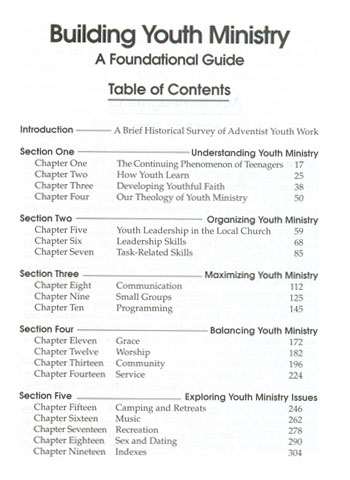 Building Youth Ministry
A Foundational Guide
Table of Contents
Introduction A Brief Historical Survey of Adventist Youth Work
Section One Understanding Youth Ministry
Chapter One The Continuing Phenomenon of Teenagers 17
Chapter Two How Youth Learn 25
Chapter Three Developing Youthful Faith 38
Chapter Four Our Theology of Youth Ministry 50
Section Two Organizing Youth Ministry
Chapter Five Youth Leadership in the Local Church 59
Chapter Six Leadership Skills 68
Chapter Seven Task-Related Skills 85
Section Three Maximizing Youth Ministry
Chapter Eight Communication 112
Chapter Nine Small Groups 125
Chapter Ten Programming 145
Section Four Balancing Youth Ministry
Chapter Eleven Grace 172
Chapter Twelve Worship 182
Chapter Thirteen Community 196
Chapter Fourteen Service 224
Section Five Exploring Youth Ministry Issues
Chapter Fifteen Camping and Retreats 246
Chapter Sixteen Music 262
Chapter Seventeen Recreation 278
Chapter Eighteen Sex and Dating 290
Chapter Nineteen Indexes 304